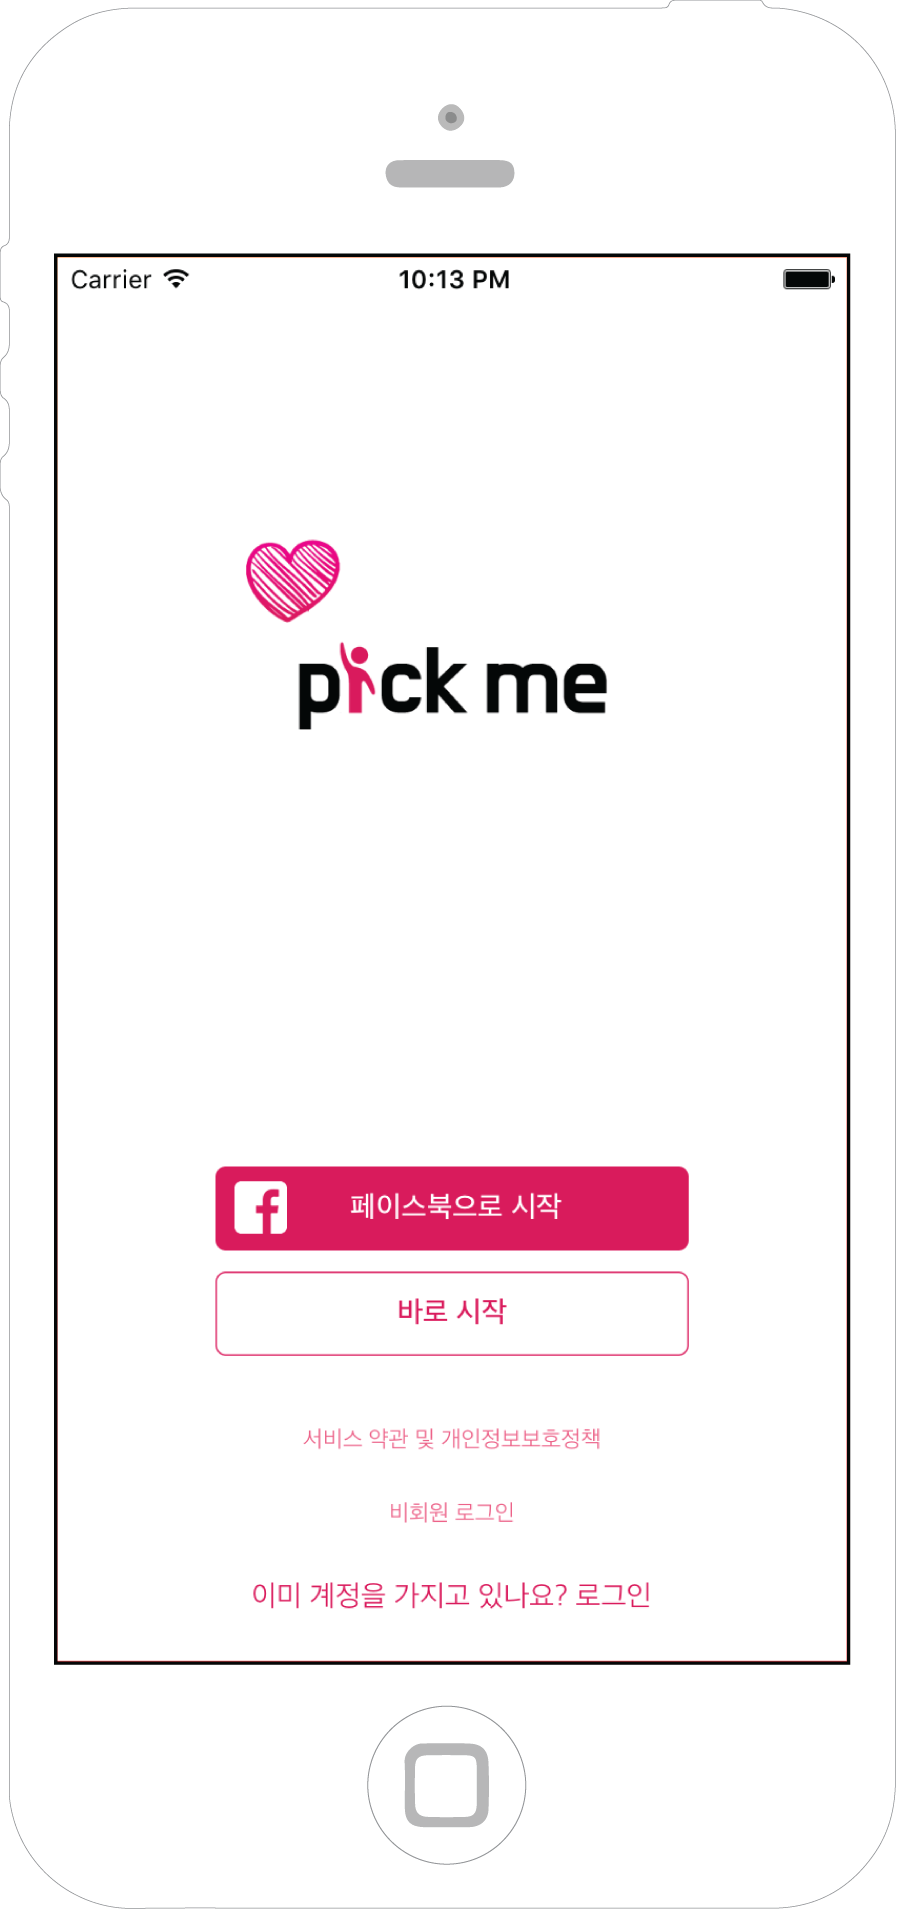 Carrier 10:13 PM
pick me
페이스북으로 시작
바로 시작
서비스 약관 및 개인정보보호정책
비회원 로그인
이미 계정을 가지고 있나요? 로그인